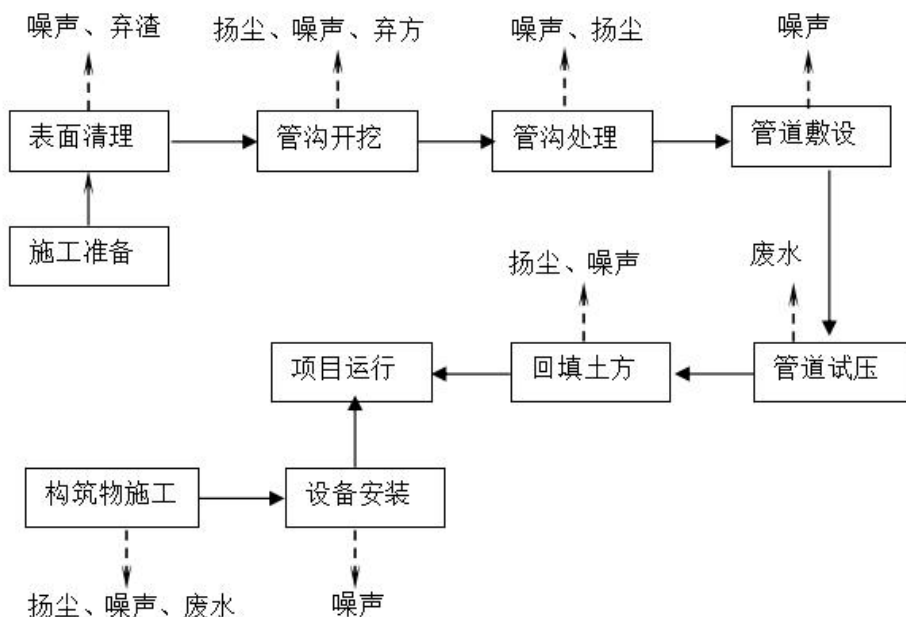 噪声、弃渣
扬尘、噪声、弃方
噪声、扬尘
噪声
表面清理
管沟开挖
管沟处理
管道敷设
施工准备
扬尘、噪声
废水
项目运行
回填土方
管道试压
构筑物施工
设备安装
扬尘、噪声、废水
噪声